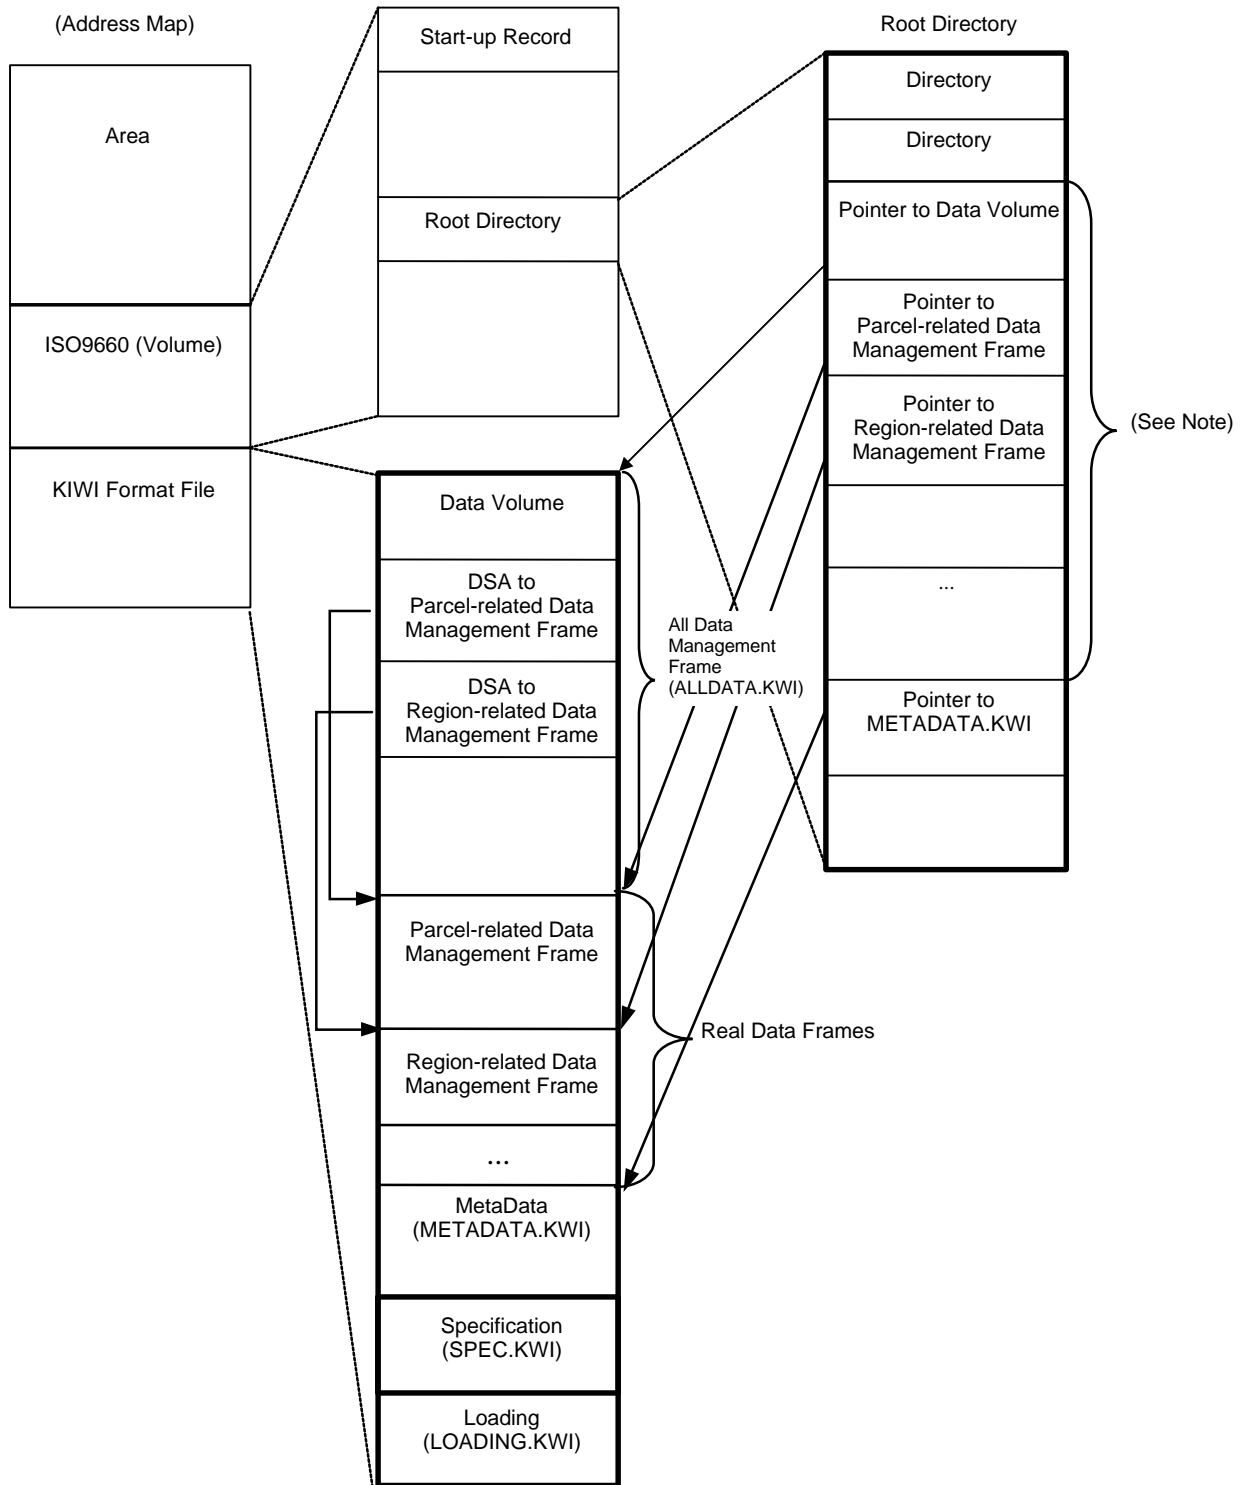 (Address Map)
Area
ISO9660 (Volume)
KIWI Format File
Start-up Record
Root Directory
Data Volume
DSA to
Parcel-related Data
Management Frame
DSA to
Region-related Data
Management Frame
Parcel-related Data
Management Frame
Region-related Data
Management Frame
...
MetaData
(METADATA.KWI)
Specification
(SPEC.KWI)
Loading
(LOADING.KWI)
All Data
Management
Frame
(ALLDATA.KWI)
Real Data Frames
Root Directory
Directory
Directory
Pointer to Data Volume
Pointer to
Parcel-related Data
Management Frame
Pointer to
Region-related Data
Management Frame
...
Pointer to
METADATA.KWI
(See Note)